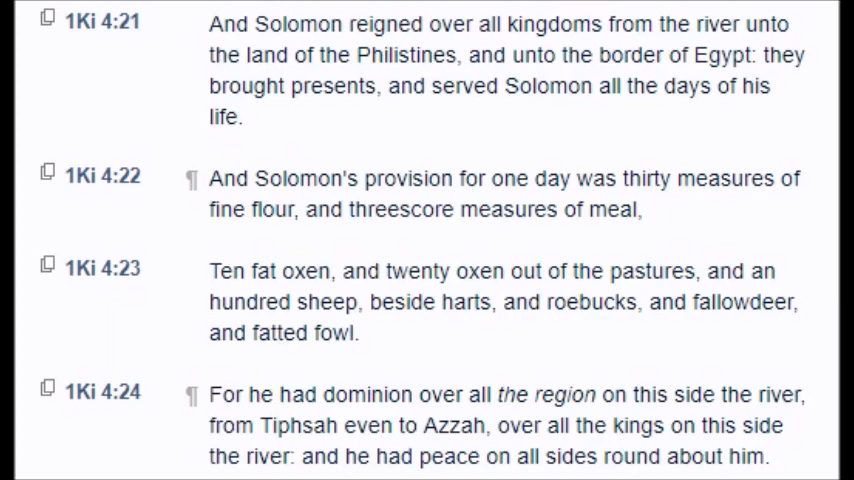 1Ki 4:21 And Solomon reigned over all kingdoms from the river unto
the land of the Philistines, and unto the border of Egypt: they
brought presents, and served Solomon all the days of his
life.
1Ki 4:22 ¶ And Solomon's provision for one day was thirty measures of
fine flour, and threescore measures of meal,
1Ki 4:23 Ten fat oxen, and twenty oxen out of the pastures, and an
hundred sheep, beside harts, and roebucks, and fallowdeer,
and fatted fowl.
1Ki 4:24 ¶ For he had dominion over all the region on this side the river,
from Tiphsah even to Azzah, over all the kings on this side
the river: and he had peace on all sides round about him.